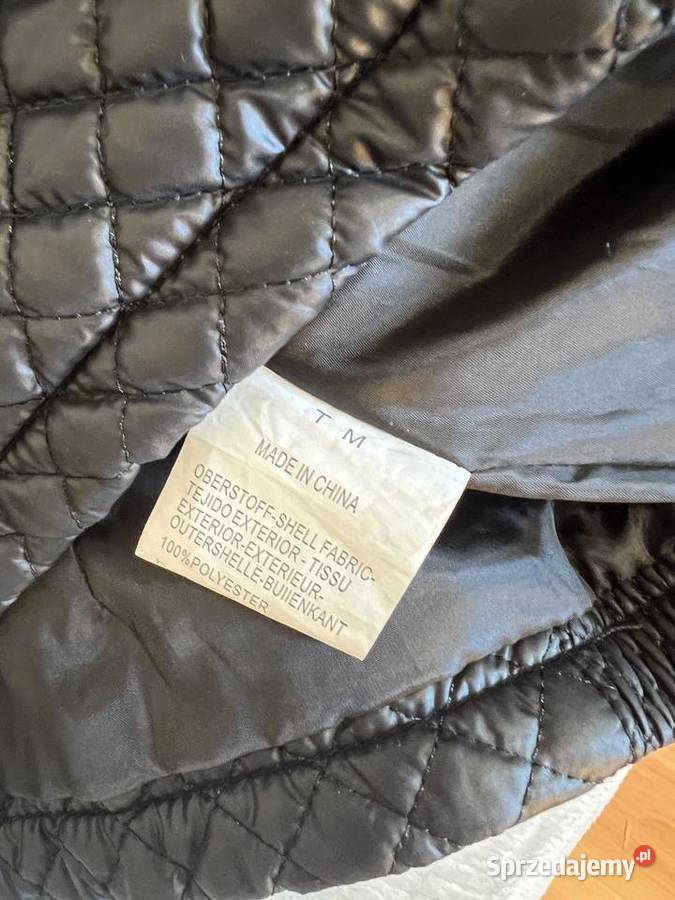 T M
MADE IN CHINA
OBERSTOFF-SHELL FABRIC-
TEJIDO EXTERIOR - TISSU
EXTERIOR-EXTERIEUR-
OUTERSHELLE-BUIIENKANT
100%POLYESTER
Sprzedajemy.pl